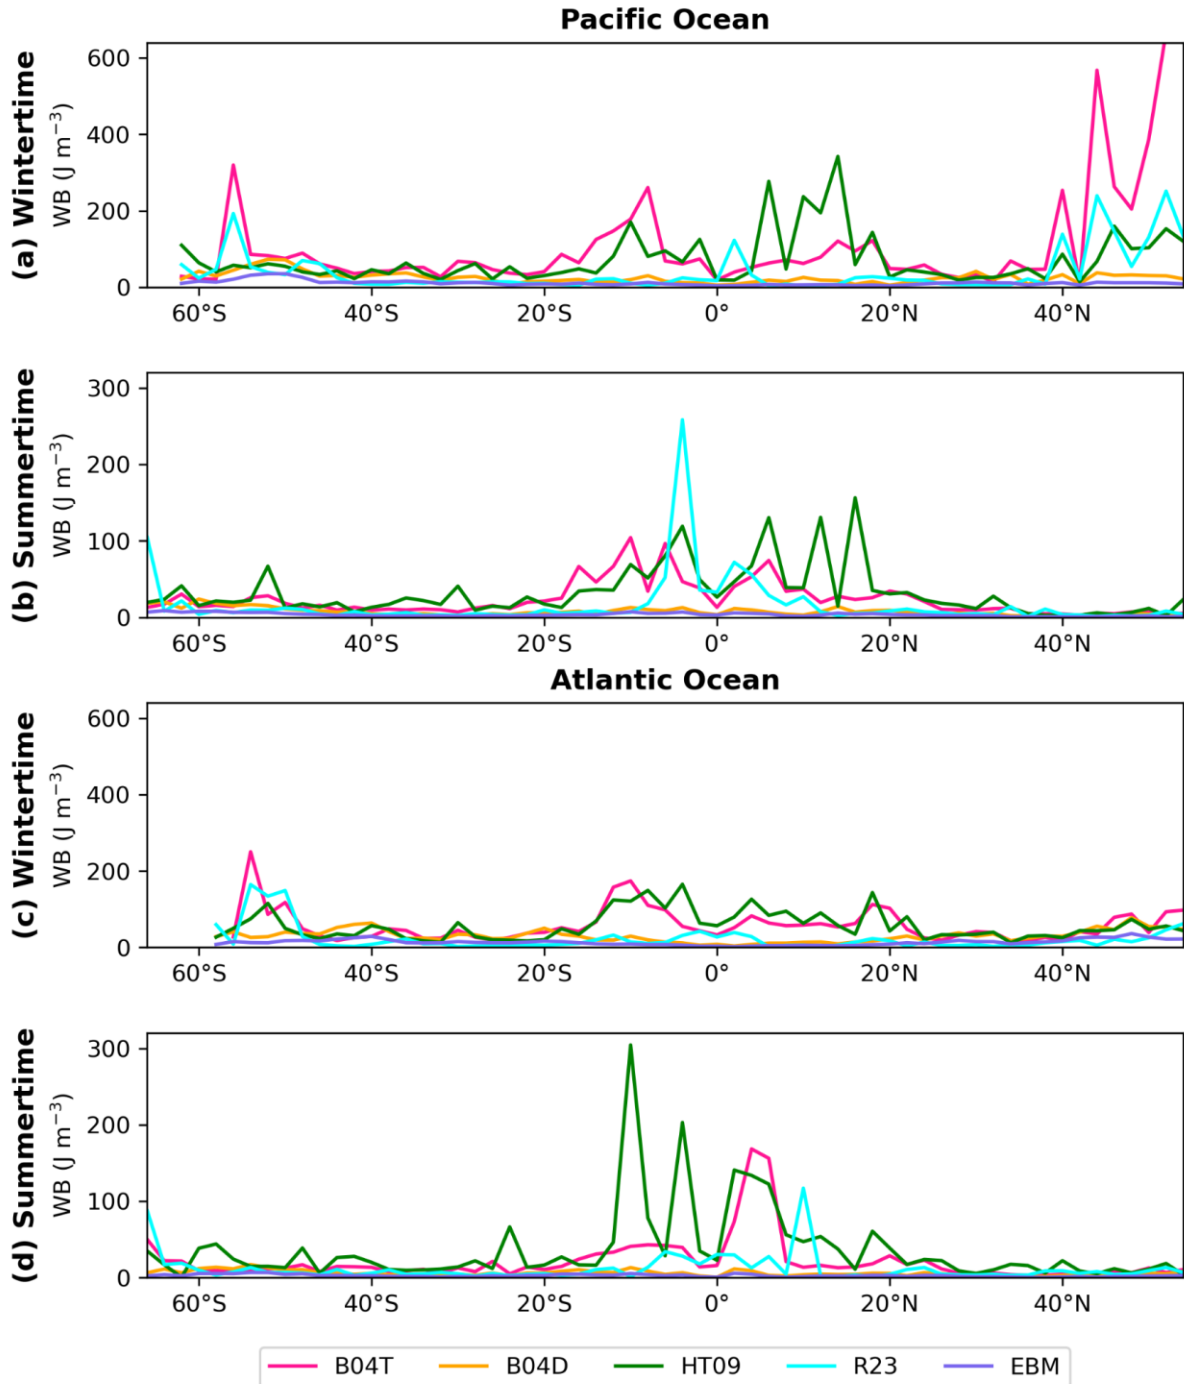 Pacific Ocean
(a) Wintertime
WB (J m⁻³)
600
400
200
0
60°S 40°S 20°S 0° 20°N 40°N
(b) Summertime
WB (J m⁻³)
300
200
100
0
60°S 40°S 20°S 0° 20°N 40°N
Atlantic Ocean
(c) Wintertime
WB (J m⁻³)
600
400
200
0
60°S 40°S 20°S 0° 20°N 40°N
(d) Summertime
WB (J m⁻³)
300
200
100
0
60°S 40°S 20°S 0° 20°N 40°N
B04T B04D HT09 R23 EBM